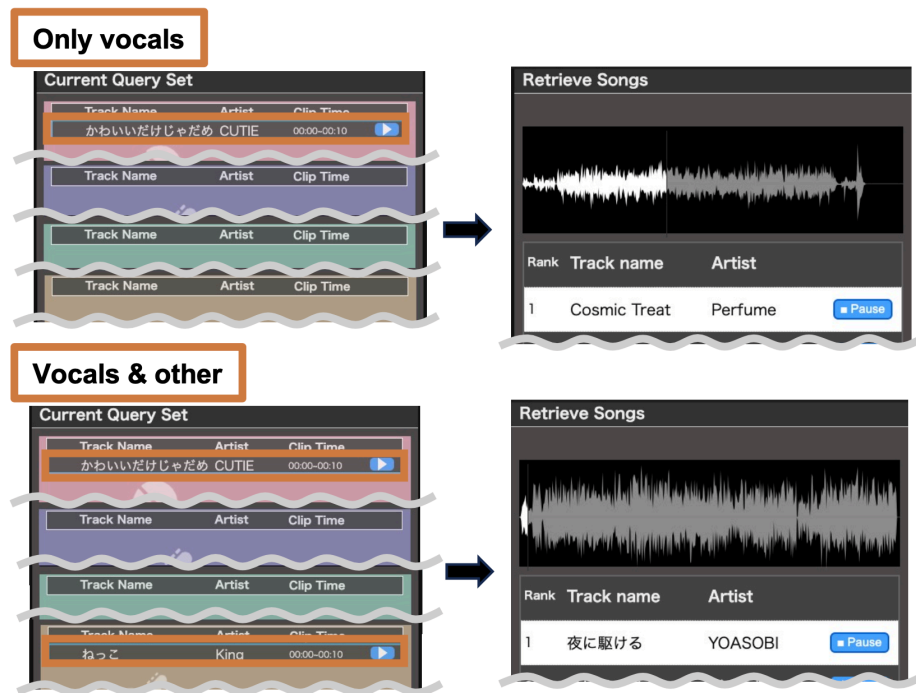 Only vocals
Current Query Set
Track Name Artist Clip Time
かわいいだけじゃだめ CUTIE 00:00-00:10
Track Name Artist Clip Time
Track Name Artist Clip Time
Track Name Artist Clip Time
Retrieve Songs
Rank Track name Artist
1 Cosmic Treat Perfume Pause
Vocals & other
Current Query Set
Track Name Artist Clip Time
かわいいだけじゃだめ CUTIE 00:00-00:10
Track Name Artist Clip Time
Track Name Artist Clip Time
Track Name Artist Clip Time
ねっこ King 00:00-00:10
Retrieve Songs
Rank Track name Artist
1 夜に駆ける YOASOBI Pause